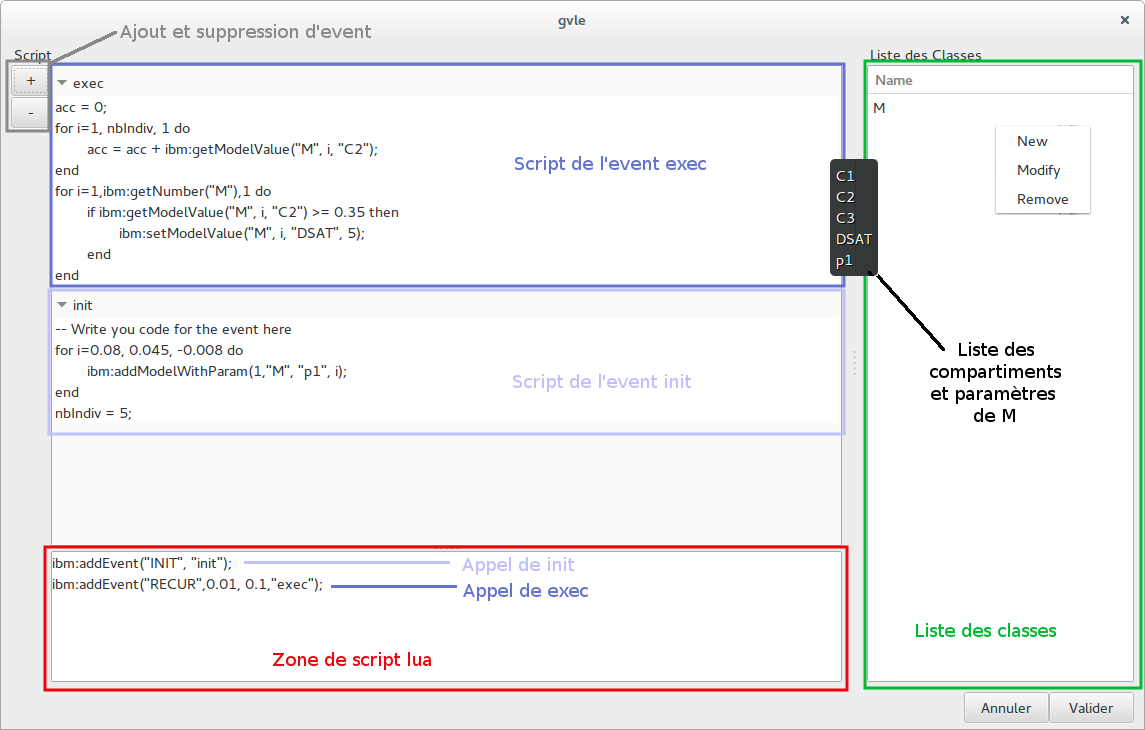 gvle
Ajout et suppression d'event
Script
+
-
exec
acc = 0;
for i=1, nbIndiv, 1 do
acc = acc + ibm:getModelValue("M", i, "C2");
end
for i=1,ibm:getNumber("M"),1 do
if ibm:getModelValue("M", i, "C2") >= 0.35 then
ibm:setModelValue("M", i, "DSAT", 5);
end
end
Script de l'event exec
init
-- Write you code for the event here
for i=0.08, 0.045, -0.008 do
ibm:addModelWithParam(1,"M", "p1", i);
end
nbIndiv = 5;
Script de l'event init
ibm:addEvent("INIT", "init");
Appel de init
ibm:addEvent("RECUR",0.01, 0.1,"exec");
Appel de exec
Zone de script lua
Liste des Classes
Name
M
New
Modify
Remove
C1
C2
C3
DSAT
p1
Liste des
compartiments
et paramètres
de M
Liste des classes
Annuler
Valider